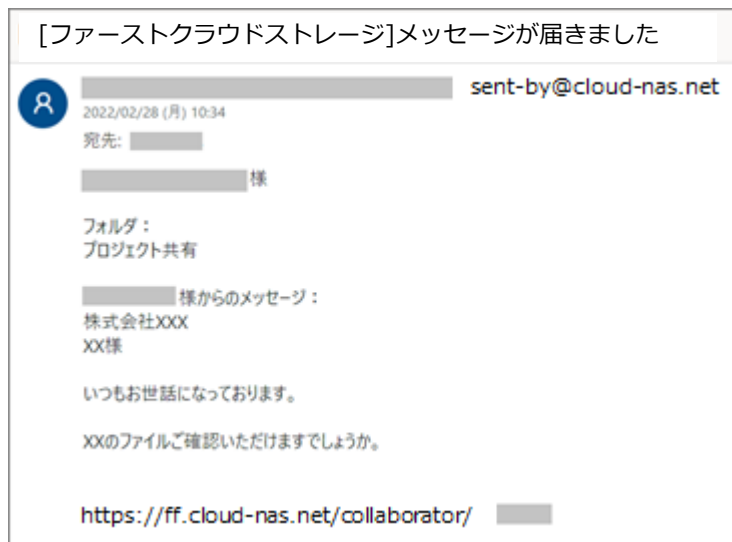 [ファーストクラウドストレージ]メッセージが届きました
sent-by@cloud-nas.net
2022/02/28 (月) 10:34
宛先:
様
フォルダ：
プロジェクト共有
様からのメッセージ：
株式会社XXX
XX様
いつもお世話になっております。
XXのファイルご確認いただけますでしょうか。
https://ff.cloud-nas.net/collaborator/